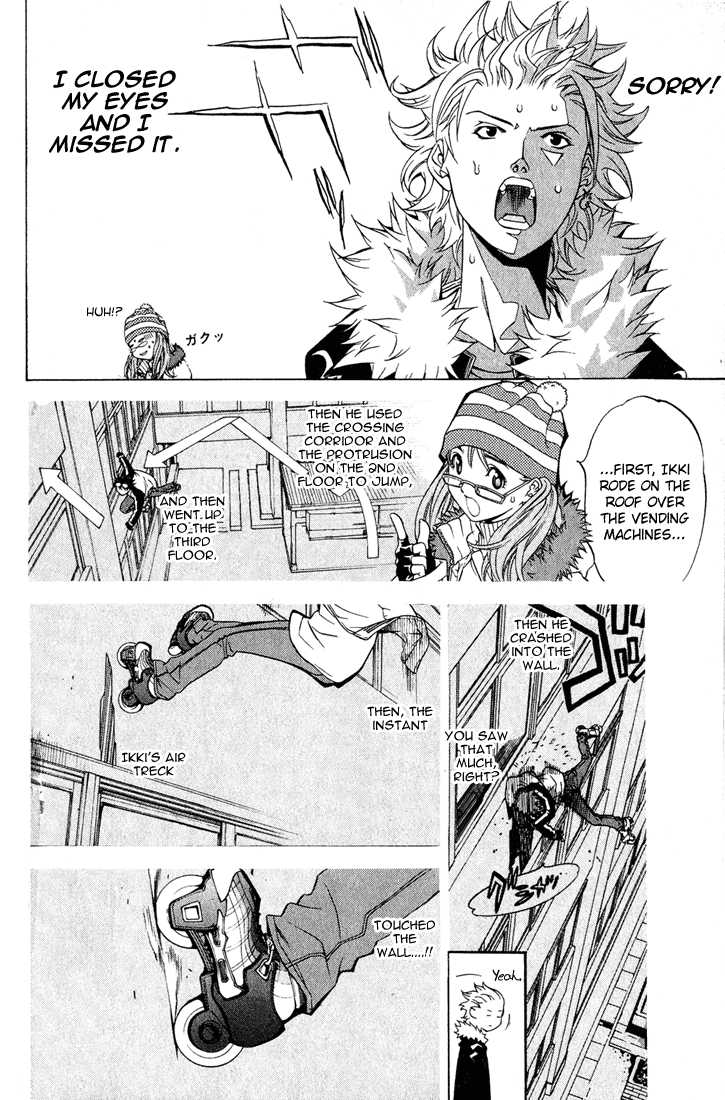 SORRY!
I CLOSED
MY EYES
AND I
MISSED IT.
HUH!?
ガクッ
...FIRST, IKKI
RODE ON THE
ROOF OVER
THE VENDING
MACHINES...
THEN HE USED
THE CROSSING
CORRIDOR AND
THE PROTRUSION
ON THE 2ND
FLOOR TO JUMP,
AND THEN
WENT UP
TO THE
THIRD
FLOOR.
THEN HE
CRASHED
INTO THE
WALL.
YOU SAW
THAT
MUCH,
RIGHT?
Yeah.
THEN, THE
INSTANT
IKKI'S AIR
TRECK
TOUCHED
THE
WALL....!!